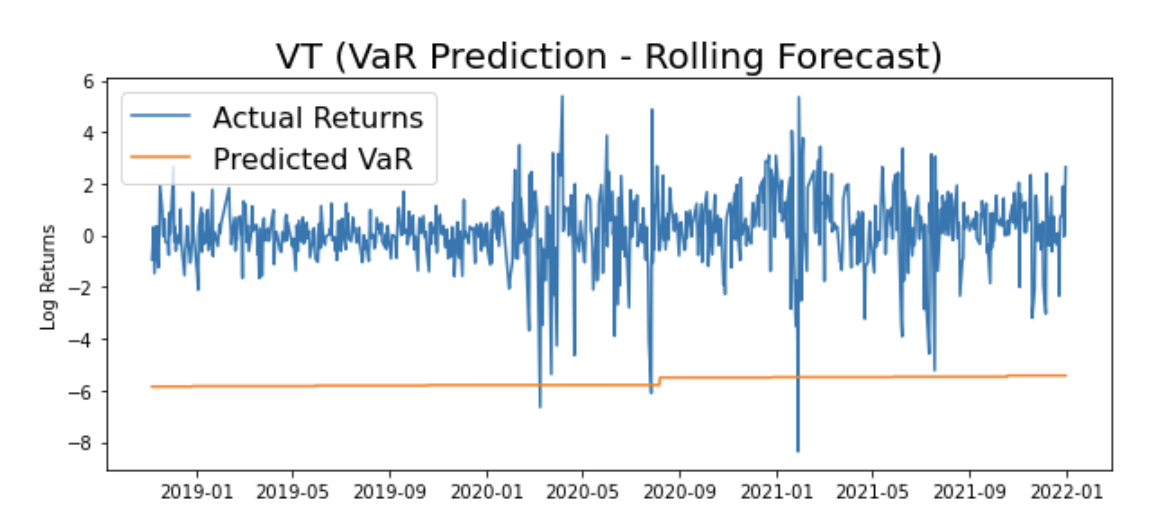 VT (VaR Prediction - Rolling Forecast)
6
Actual Returns
4
Predicted VaR
2
0
Log Returns
−2
−4
−6
−8
2019-01 2019-05 2019-09 2020-01 2020-05 2020-09 2021-01 2021-05 2021-09 2022-01